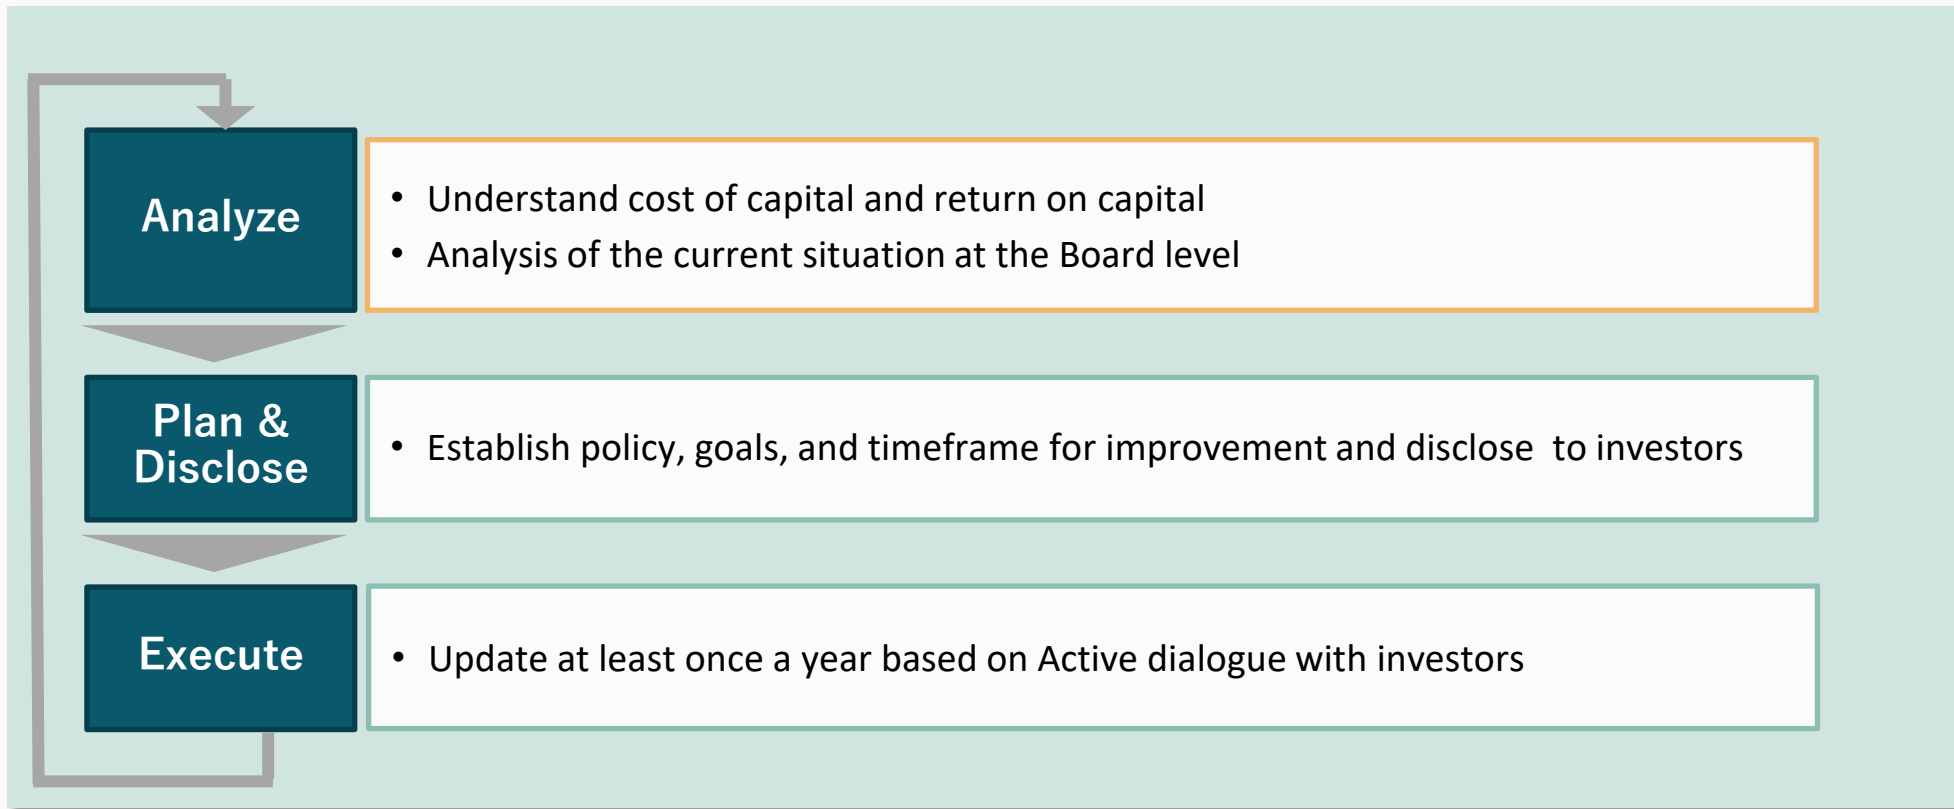 Analyze
• Understand cost of capital and return on capital
• Analysis of the current situation at the Board level
Plan &
Disclose
• Establish policy, goals, and timeframe for improvement and disclose  to investors
Execute
• Update at least once a year based on Active dialogue with investors